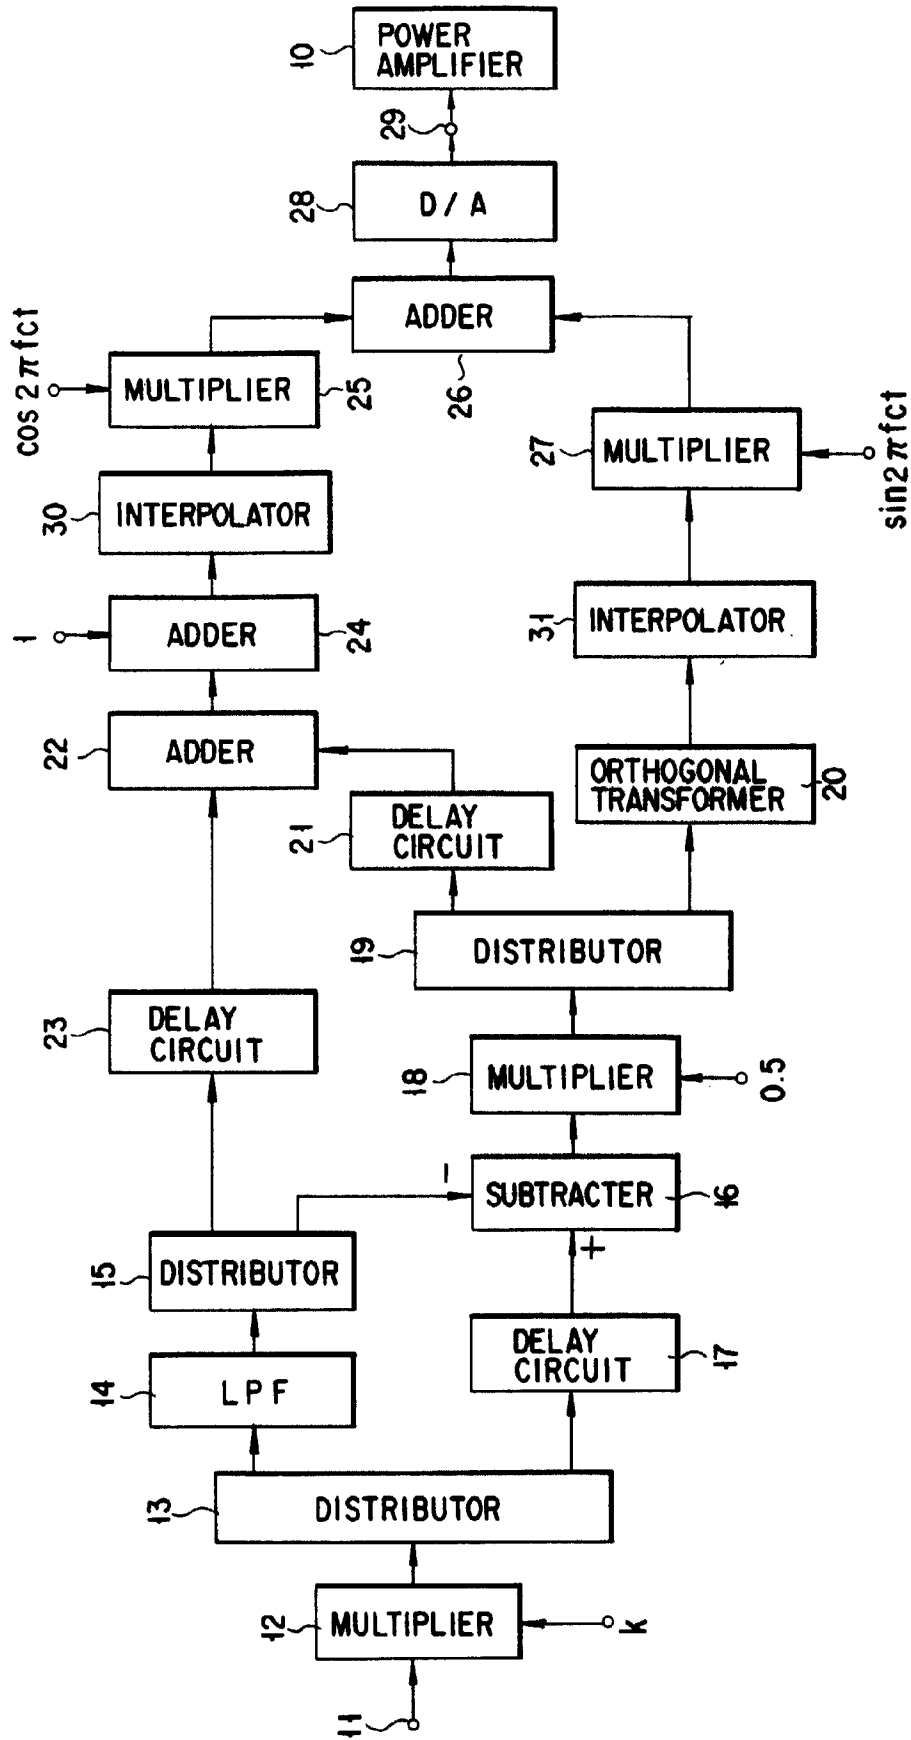 10
POWER
AMPLIFIER
29
28
D/A
cos2πfct
ADDER
26
MULTIPLIER
25
27
MULTIPLIER
sin2πfct
30
INTERPOLATOR
1
ADDER
24
31
INTERPOLATOR
22
ADDER
ORTHOGONAL
TRANSFORMER
20
21
DELAY
CIRCUIT
19
DISTRIBUTOR
23
DELAY
CIRCUIT
18
MULTIPLIER
0.5
−
SUBTRACTER
16
+
15
DISTRIBUTOR
DELAY
CIRCUIT
17
14
LPF
13
DISTRIBUTOR
12
MULTIPLIER
k
11